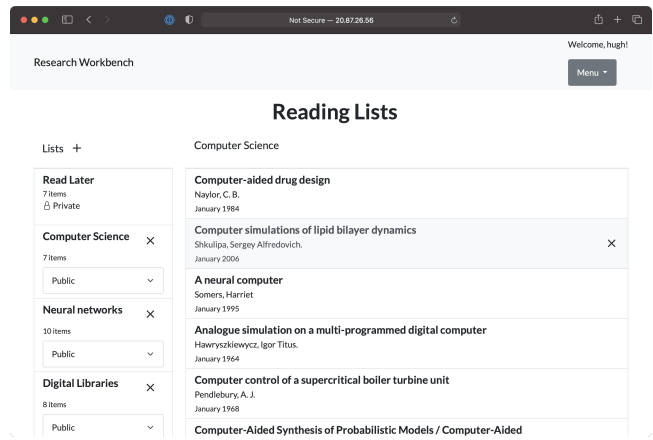 Not Secure — 20.87.26.56
Welcome, hugh!
Research Workbench
Menu
Reading Lists
Lists +
Computer Science
Read Later
7 items
Private
Computer Science
7 items
Public
Neural networks
10 items
Public
Digital Libraries
8 items
Public
Computer-aided drug design
Naylor, C. B.
January 1984
Computer simulations of lipid bilayer dynamics
Shkulipa, Sergey Alfredovich.
January 2006
A neural computer
Somers, Harriet
January 1995
Analogue simulation on a multi-programmed digital computer
Hawryszkiewycz, Igor Titus.
January 1964
Computer control of a supercritical boiler turbine unit
Pendlebury, A. J.
January 1968
Computer-Aided Synthesis of Probabilistic Models / Computer-Aided